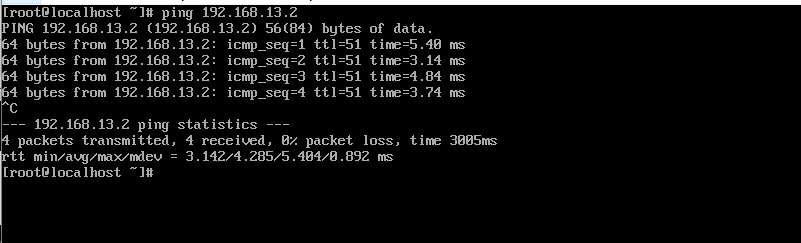 [root@localhost ~]# ping 192.168.13.2
PING 192.168.13.2 (192.168.13.2) 56(84) bytes of data.
64 bytes from 192.168.13.2: icmp_seq=1 ttl=51 time=5.40 ms
64 bytes from 192.168.13.2: icmp_seq=2 ttl=51 time=3.14 ms
64 bytes from 192.168.13.2: icmp_seq=3 ttl=51 time=4.84 ms
64 bytes from 192.168.13.2: icmp_seq=4 ttl=51 time=3.74 ms
^C
--- 192.168.13.2 ping statistics ---
4 packets transmitted, 4 received, 0% packet loss, time 3005ms
rtt min/avg/max/mdev = 3.142/4.285/5.404/0.892 ms
[root@localhost ~]#